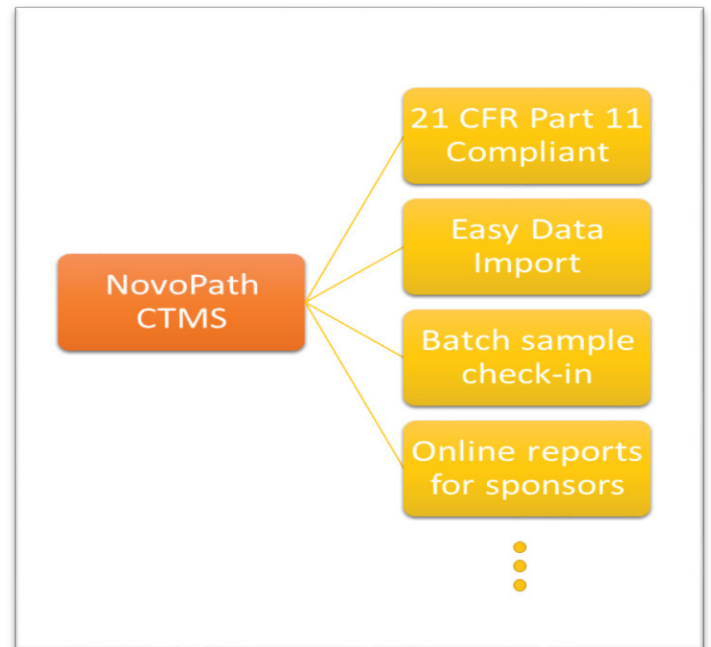 21 CFR Part 11
Compliant
Easy Data
Import
NovoPath
CTMS
Batch sample
check-in
Online reports
for sponsors